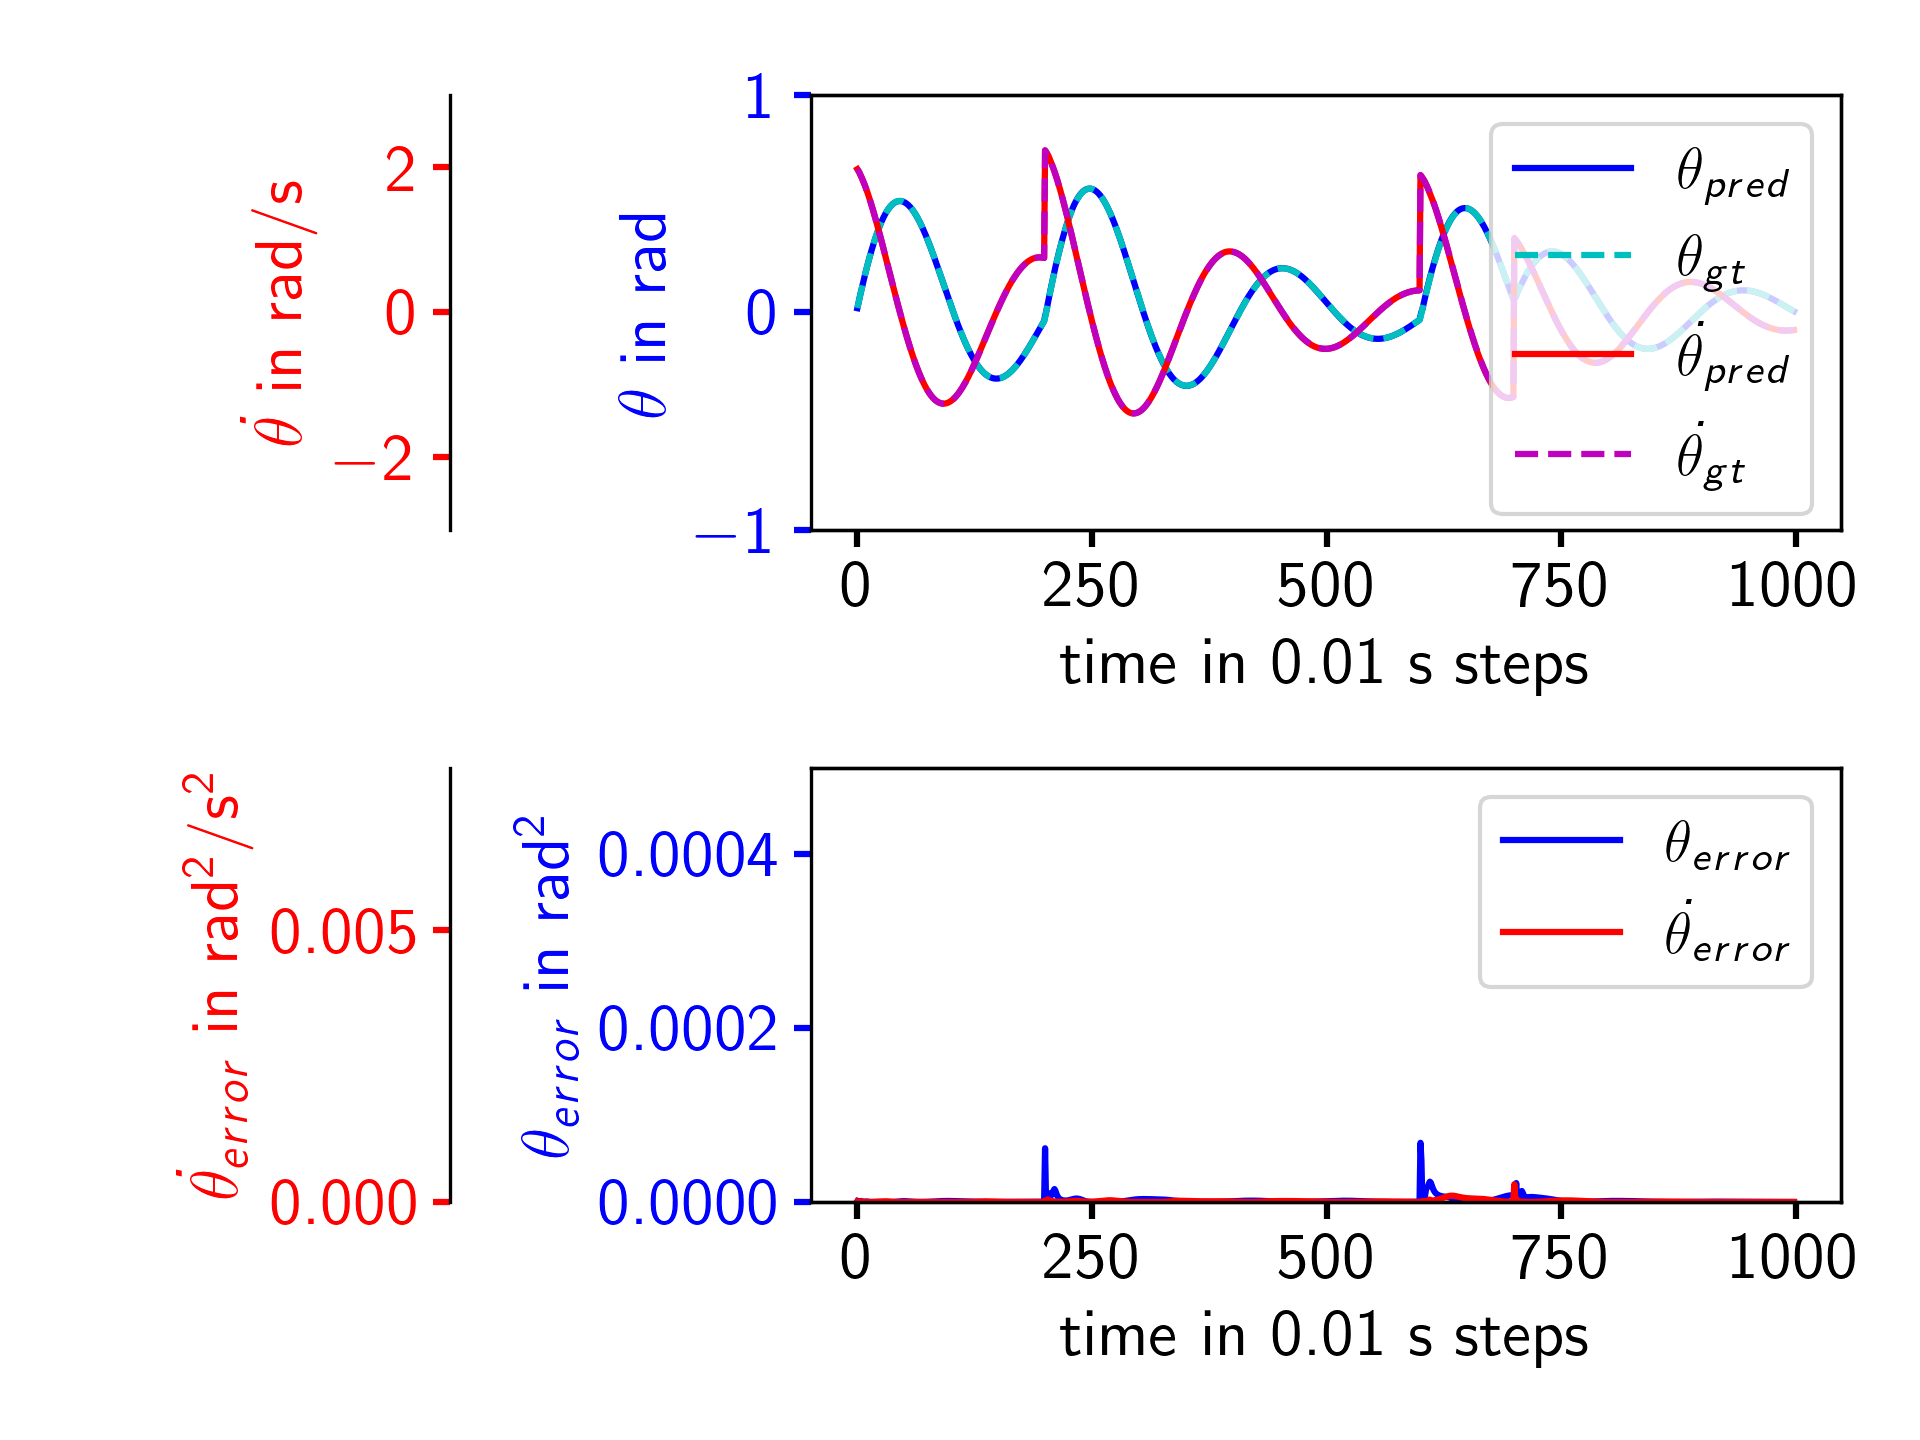 θ̇ in rad/s
2
0
−2
θ in rad
1
0
−1
θ_pred
θ_gt
θ̇_pred
θ̇_gt
0 250 500 750 1000
time in 0.01 s steps
θ̇_error in rad²/s²
0.005
0.000
θ_error in rad²
0.0004
0.0002
0.0000
θ_error
θ̇_error
0 250 500 750 1000
time in 0.01 s steps